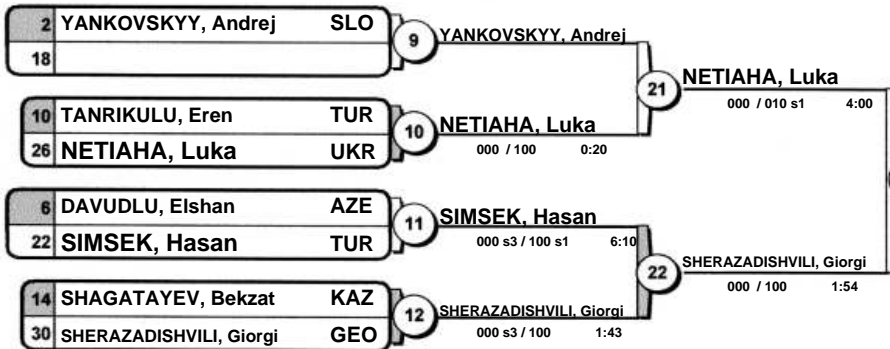 2 YANKOVSKYY, Andrej SLO
18
9 YANKOVSKYY, Andrej
10 TANRIKULU, Eren TUR
26 NETIAHA, Luka UKR
10 NETIAHA, Luka
000 / 100 0:20
21 NETIAHA, Luka
000 / 010 s1 4:00
6 DAVUDLU, Elshan AZE
22 SIMSEK, Hasan TUR
11 SIMSEK, Hasan
000 s3 / 100 s1 6:10
14 SHAGATAYEV, Bekzat KAZ
30 SHERAZADISHVILI, Giorgi GEO
12 SHERAZADISHVILI, Giorgi
000 s3 / 100 1:43
22 SHERAZADISHVILI, Giorgi
000 / 100 1:54